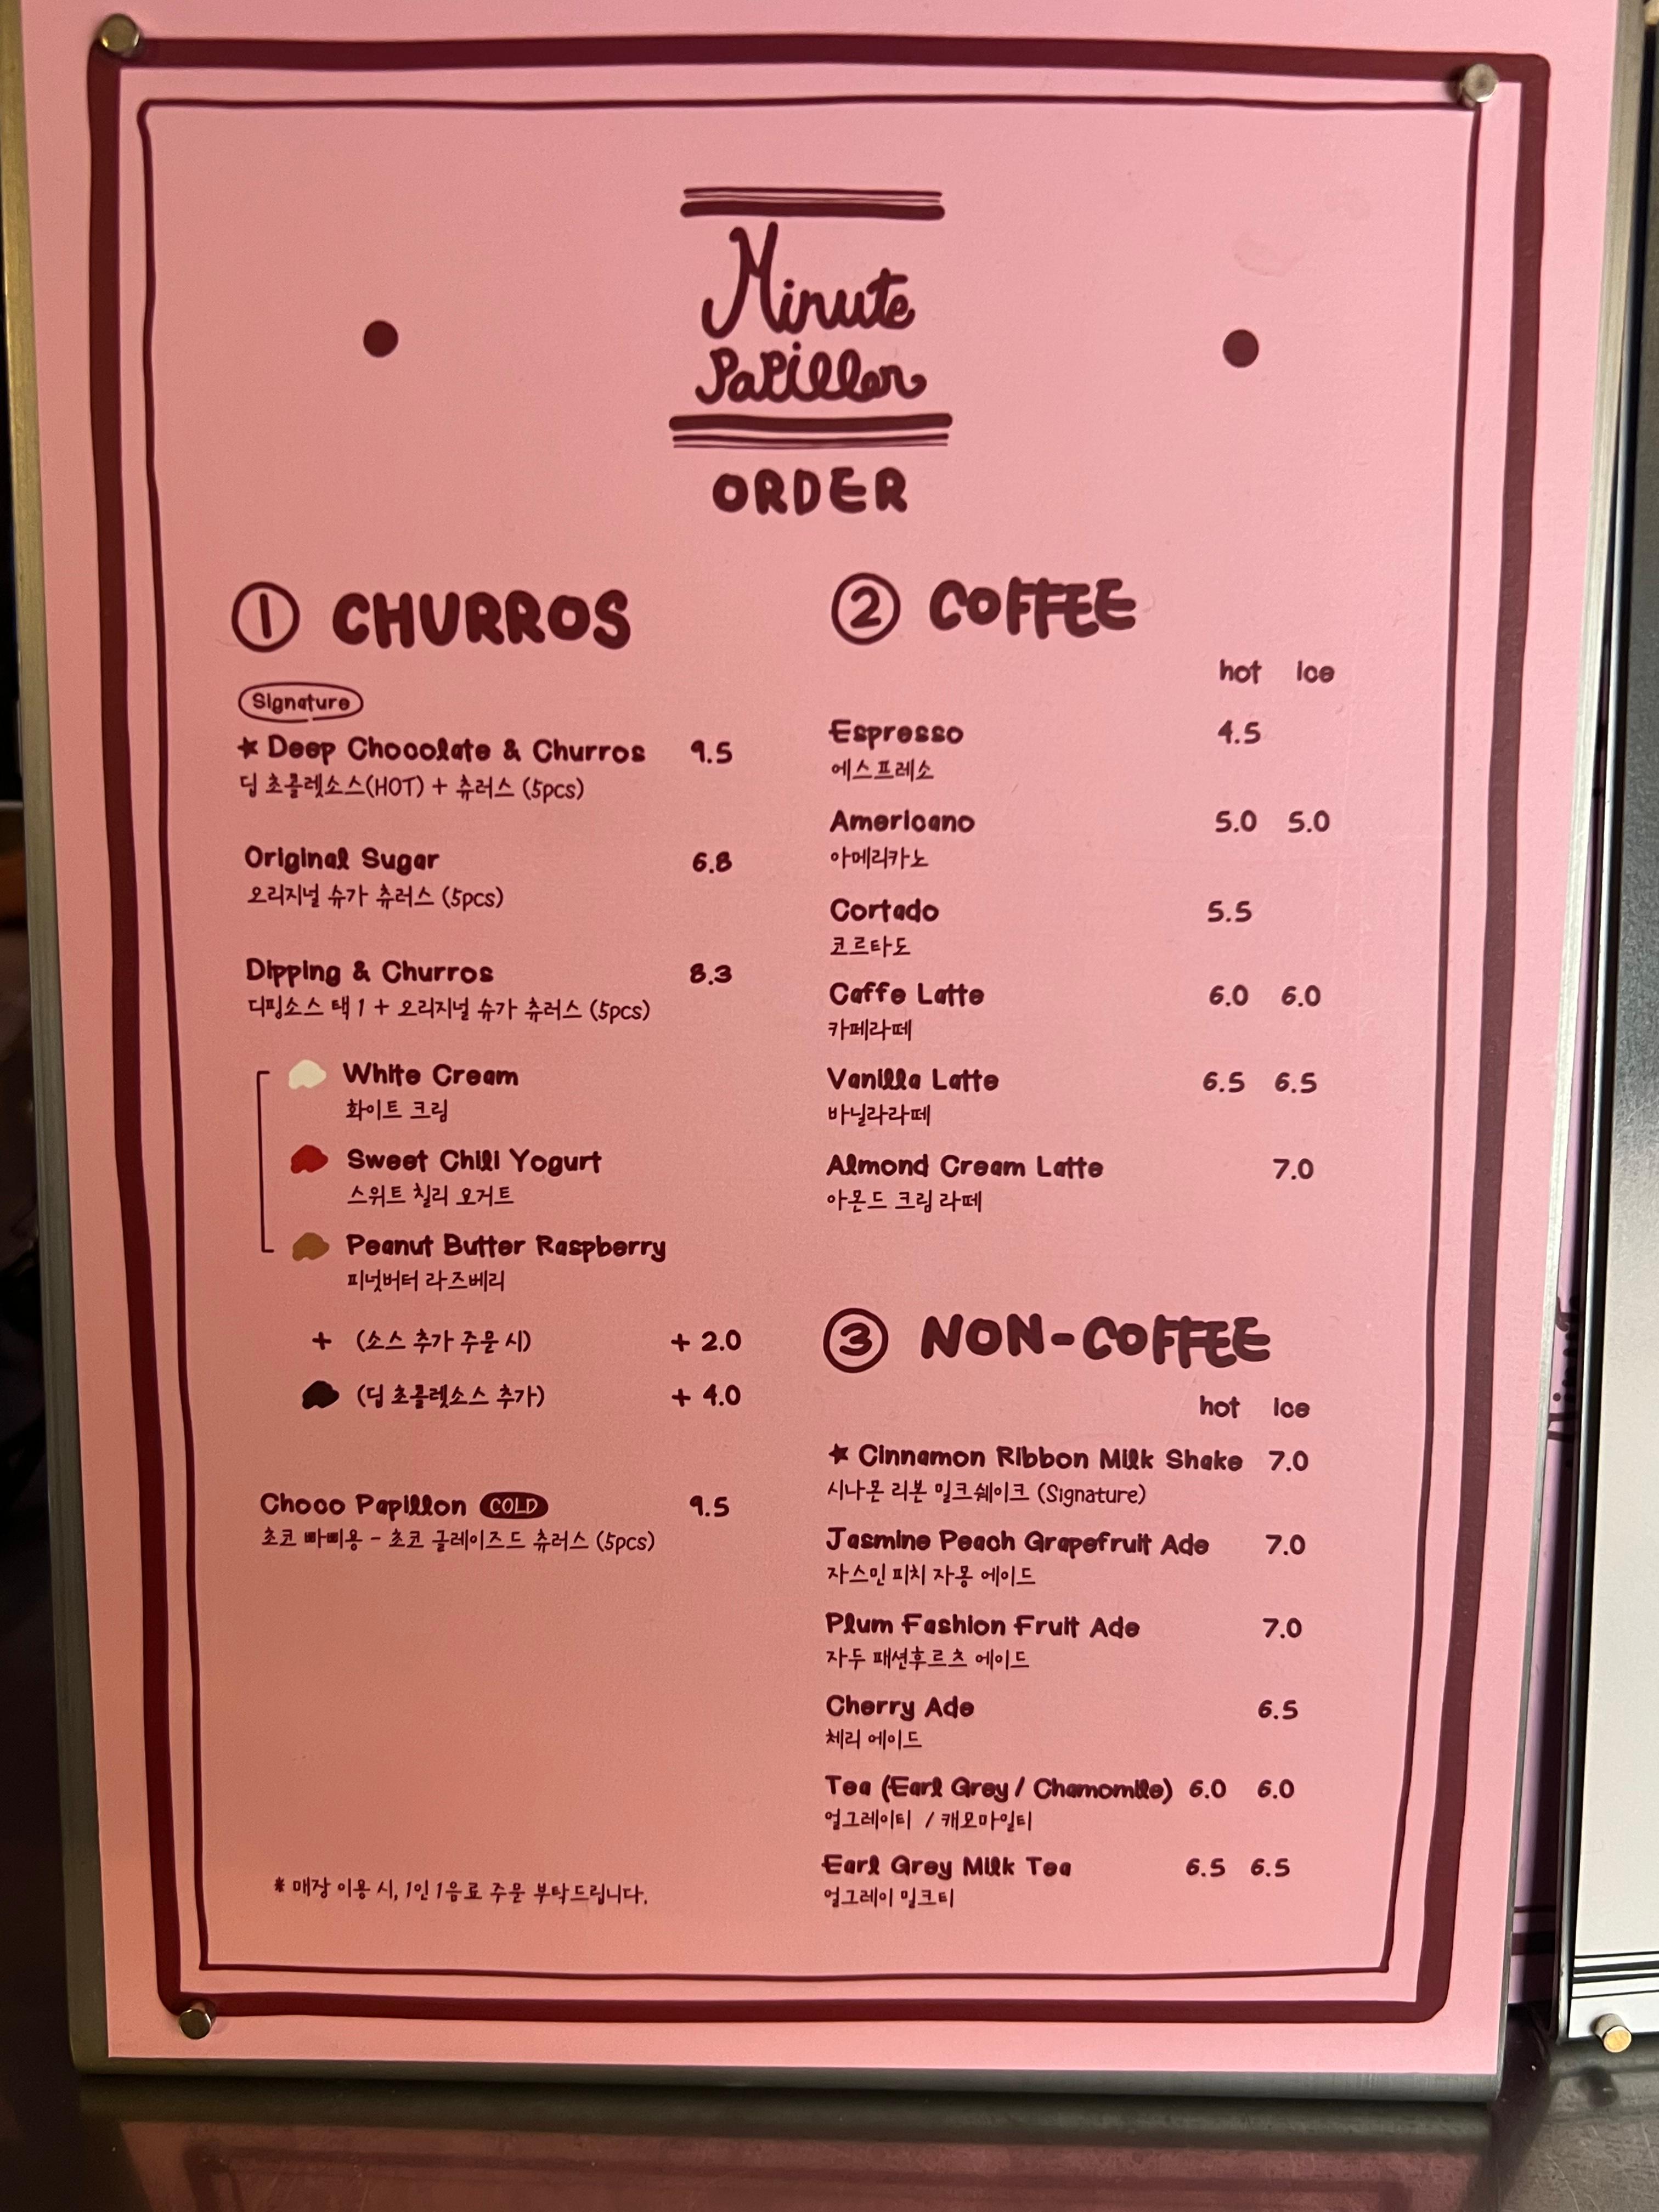 Minute
Papillon
ORDER
① CHURROS
Signature
★ Deep Chocolate & Churros 9.5
딥 초콜렛소스(HOT) + 츄러스 (5pcs)
Original Sugar 6.8
오리지널 슈가 츄러스 (5pcs)
Dipping & Churros 8.3
디핑소스 택 1 + 오리지널 슈가 츄러스 (5pcs)
White Cream
화이트 크림
Sweet Chili Yogurt
스위트 칠리 요거트
Peanut Butter Raspberry
피넛버터 라즈베리
+ (소스 추가 주문 시) + 2.0
(딥 초콜렛소스 추가) + 4.0
Choco Papillon COLD 9.5
초코 빠삐용 - 초코 글레이즈드 츄러스 (5pcs)
* 매장 이용 시, 1인 1음료 주문 부탁드립니다.
② COFFEE
hot ice
Espresso 4.5
에스프레소
Americano 5.0 5.0
아메리카노
Cortado 5.5
코르타도
Caffe Latte 6.0 6.0
카페라떼
Vanilla Latte 6.5 6.5
바닐라라떼
Almond Cream Latte 7.0
아몬드 크림 라떼
③ NON-COFFEE
hot ice
★ Cinnamon Ribbon Milk Shake 7.0
시나몬 리본 밀크쉐이크 (Signature)
Jasmine Peach Grapefruit Ade 7.0
자스민 피치 자몽 에이드
Plum Fashion Fruit Ade 7.0
자두 패션후르츠 에이드
Cherry Ade 6.5
체리 에이드
Tea (Earl Grey / Chamomile) 6.0 6.0
얼그레이티 / 캐모마일티
Earl Grey Milk Tea 6.5 6.5
얼그레이 밀크티